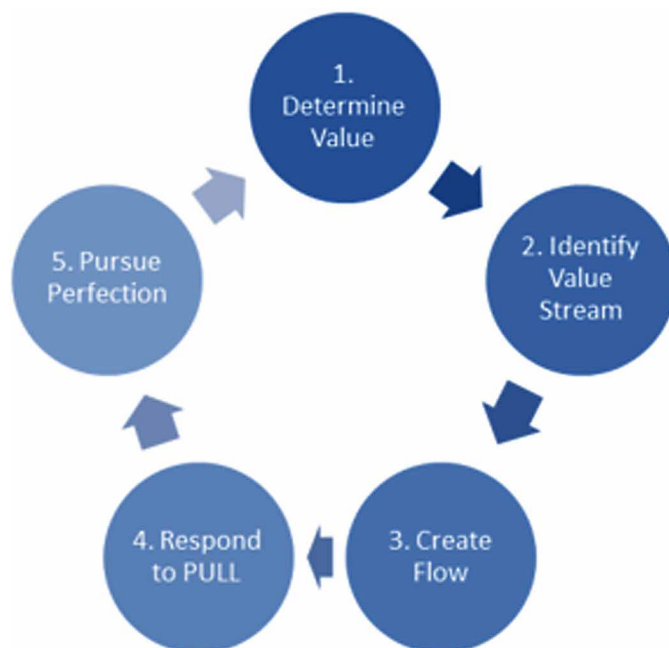 1.
Determine
Value
2. Identify
Value
Stream
3. Create
Flow
4. Respond
to PULL
5. Pursue
Perfection